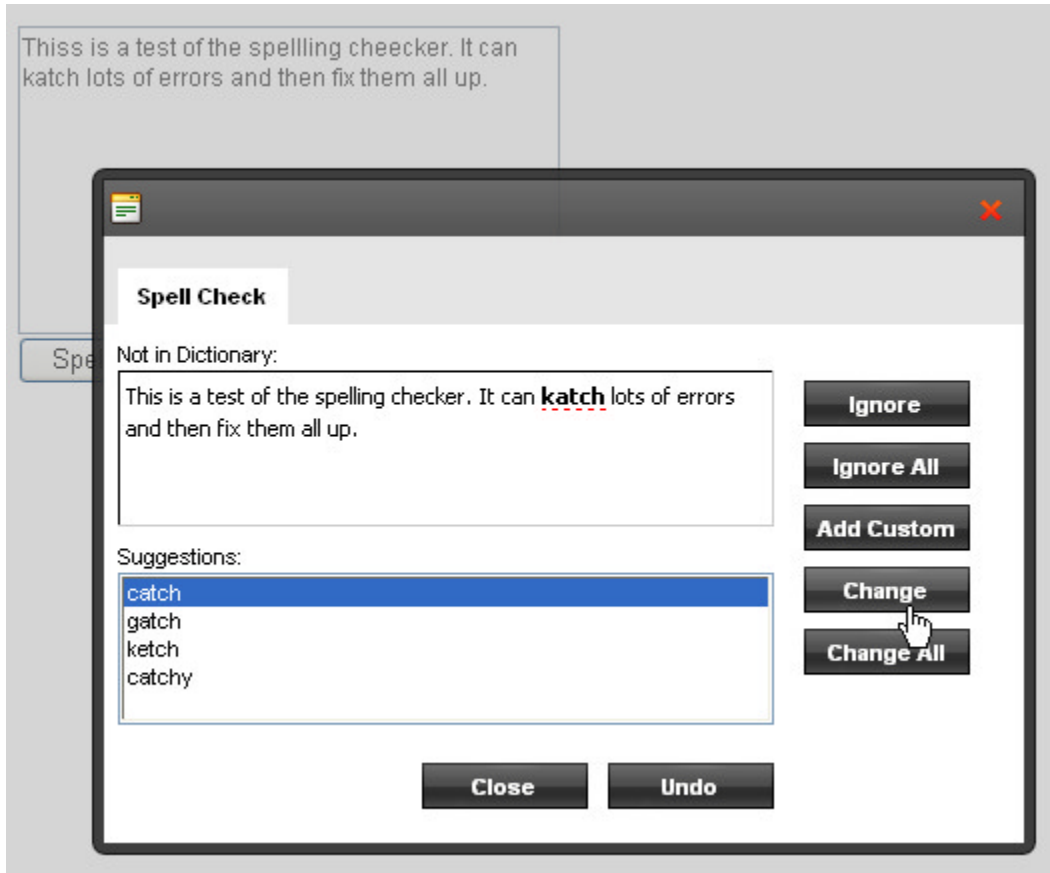 Thiss is a test of the spellling cheecker. It can
katch lots of errors and then fix them all up.
Spell Check
Spe
Not in Dictionary:
This is a test of the spelling checker. It can katch lots of errors
and then fix them all up.
Ignore
Ignore All
Add Custom
Suggestions:
catch
gatch
ketch
catchy
Change
Change All
Close
Undo